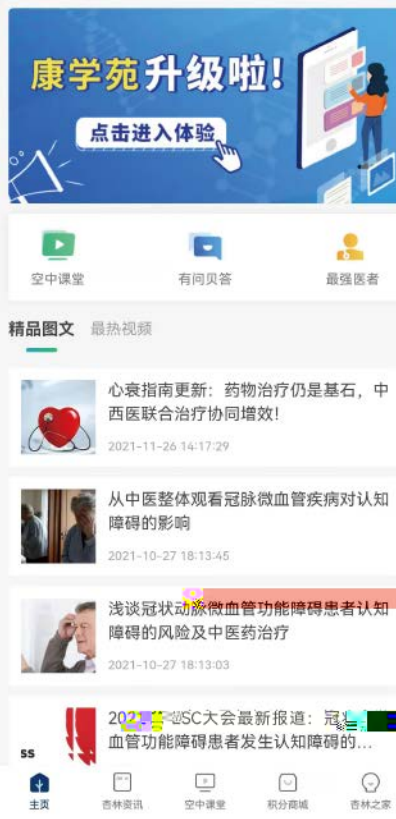 康学苑升级啦！
点击进入体验
空中课堂 有问贝答 最强医者
精品图文 最热视频
心衰指南更新：药物治疗仍是基石，中
西医联合治疗协同增效！
2021-11-26 14:17:29
从中医整体观看冠脉微血管疾病对认知
障碍的影响
2021-10-27 18:13:45
浅谈冠状动脉微血管功能障碍患者认知
障碍的风险及中医药治疗
2021-10-27 18:13:03
SC大会最新报道：冠
血管功能障碍患者发生认知障碍的...
ss
主页 杏林资讯 空中课堂 积分商城 杏林之家